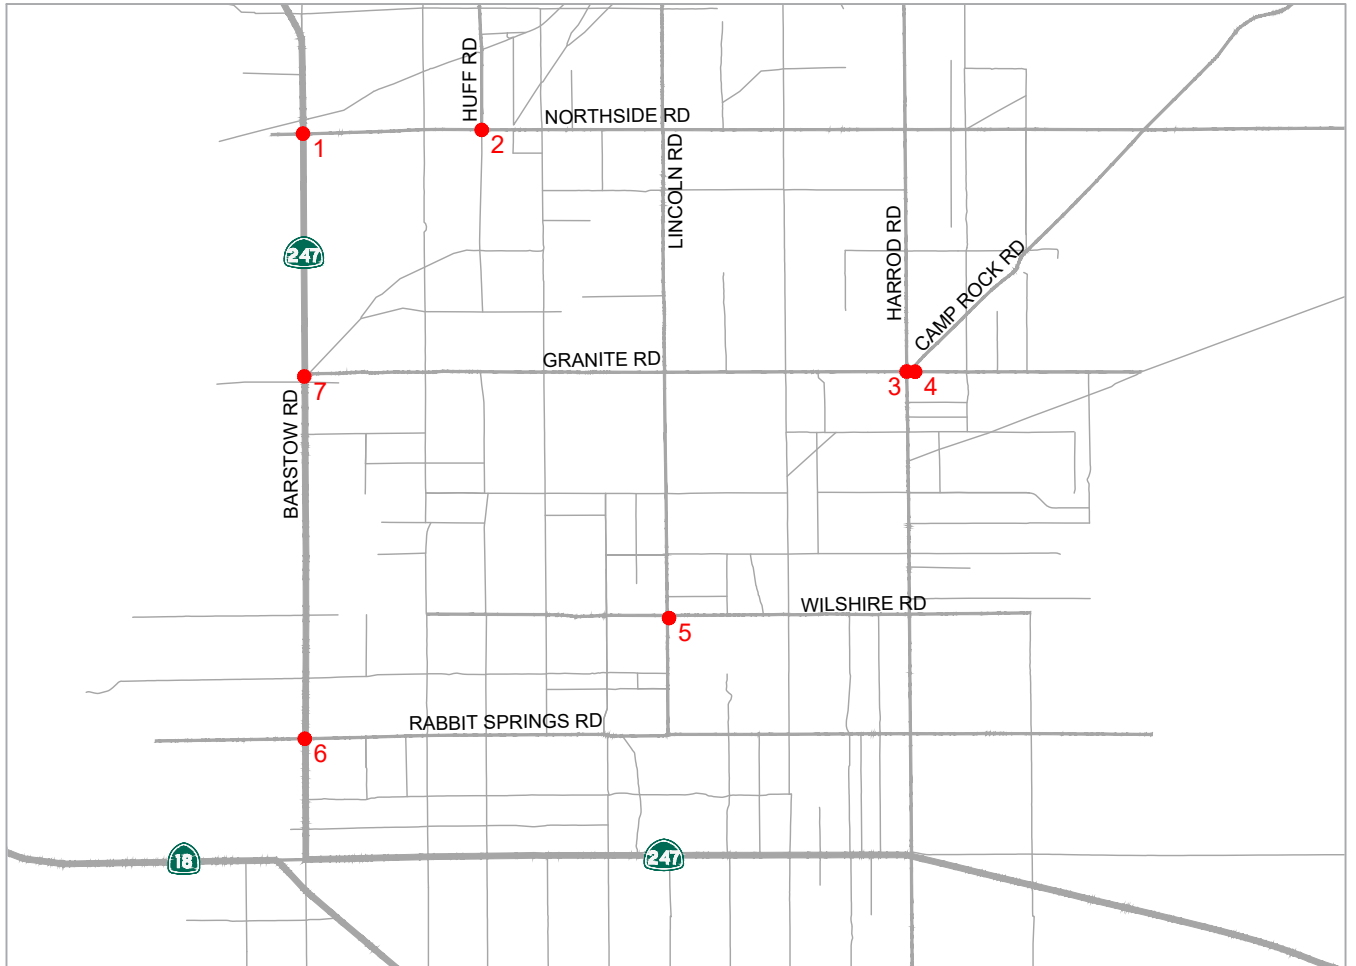 HUFF RD
NORTHSIDE RD
1
2
LINCOLN RD
247
HARROD RD
CAMP ROCK RD
GRANITE RD
7
3
4
BARSTOW RD
WILSHIRE RD
5
RABBIT SPRINGS RD
6
18
247